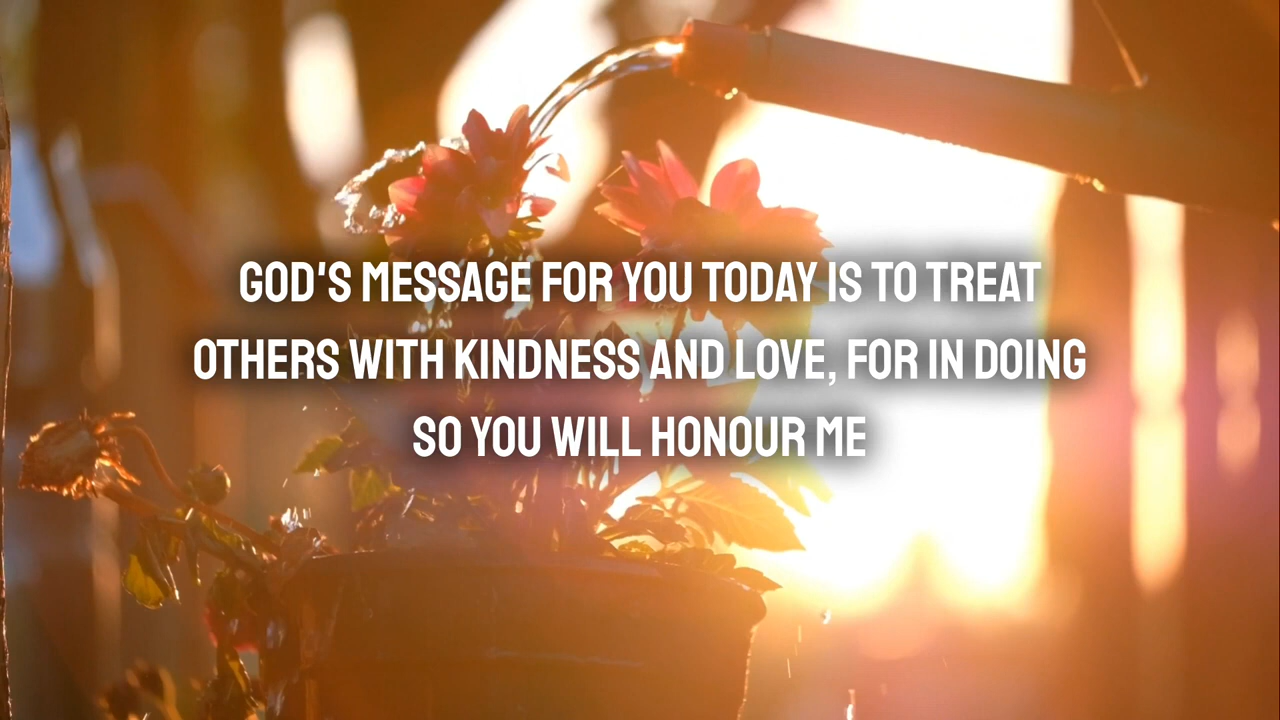 GOD'S MESSAGE FOR YOU TODAY IS TO TREAT
OTHERS WITH KINDNESS AND LOVE, FOR IN DOING
SO YOU WILL HONOUR ME